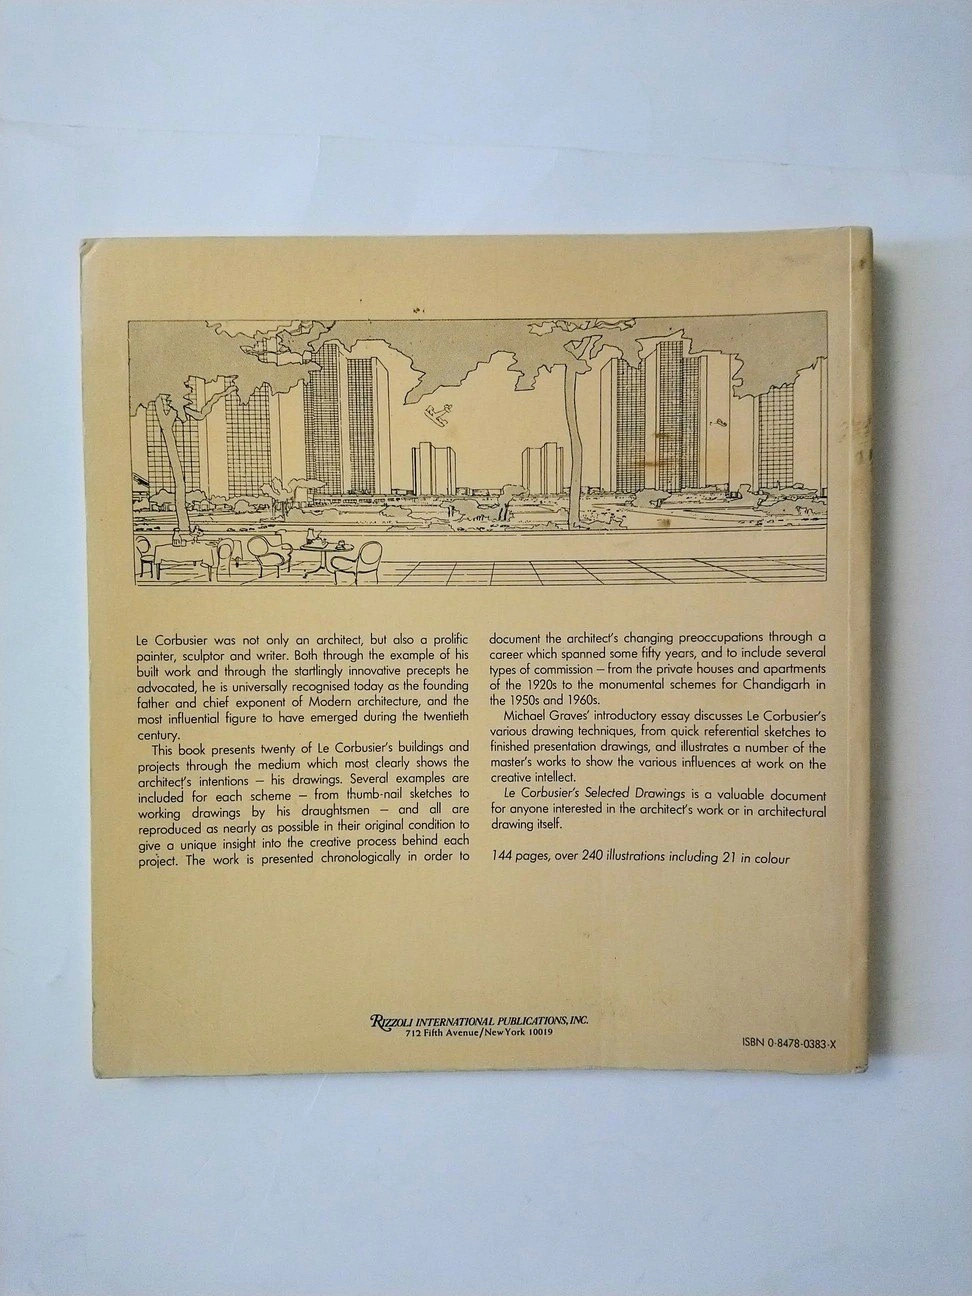 Le Corbusier was not only an architect, but also a prolific
painter, sculptor and writer. Both through the example of his
built work and through the startlingly innovative precepts he
advocated, he is universally recognised today as the founding
father and chief exponent of Modern architecture, and the
most influential figure to have emerged during the twentieth
century.
This book presents twenty of Le Corbusier's buildings and
projects through the medium which most clearly shows the
architect's intentions – his drawings. Several examples are
included for each scheme – from thumb-nail sketches to
working drawings by his draughtsmen – and all are
reproduced as nearly as possible in their original condition to
give a unique insight into the creative process behind each
project. The work is presented chronologically in order to
document the architect's changing preoccupations through a
career which spanned some fifty years, and to include several
types of commission – from the private houses and apartments
of the 1920s to the monumental schemes for Chandigarh in
the 1950s and 1960s.
Michael Graves' introductory essay discusses Le Corbusier's
various drawing techniques, from quick referential sketches to
finished presentation drawings, and illustrates a number of the
master's works to show the various influences at work on the
creative intellect.
Le Corbusier's Selected Drawings is a valuable document
for anyone interested in the architect's work or in architectural
drawing itself.
144 pages, over 240 illustrations including 21 in colour
RIZZOLI INTERNATIONAL PUBLICATIONS, INC.
712 Fifth Avenue/New York 10019
ISBN 0-8478-0383-X